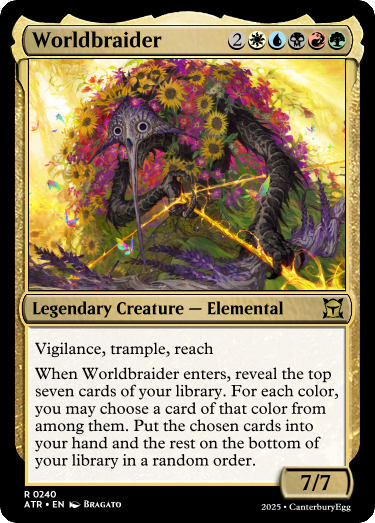 Worldbraider 2
Legendary Creature — Elemental
Vigilance, trample, reach
When Worldbraider enters, reveal the top
seven cards of your library. For each color,
you may choose a card of that color from
among them. Put the chosen cards into
your hand and the rest on the bottom of
your library in a random order.
7/7
R 0240
ATR • EN Bragato
2025 • CanterburyEgg